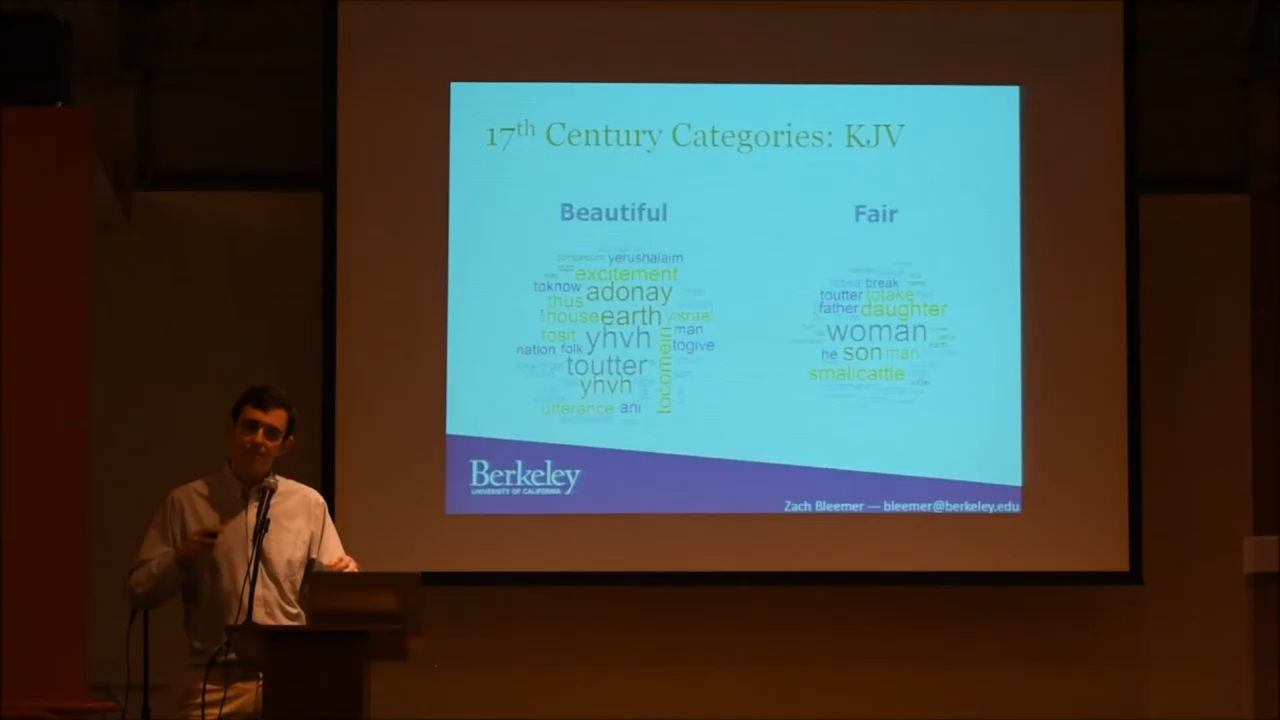 17th Century Categories: KJV
Beautiful
yerushalaim
excitement
toknow adonay
thus
house earth yisrael
tosit yhvh man
nation folk togive
toutter
yhvh tocomein
utterance ani
Fair
break
toutter totake
father daughter
woman
he son man
smallcattle
Berkeley
UNIVERSITY OF CALIFORNIA
Zach Bleemer — bleemer@berkeley.edu